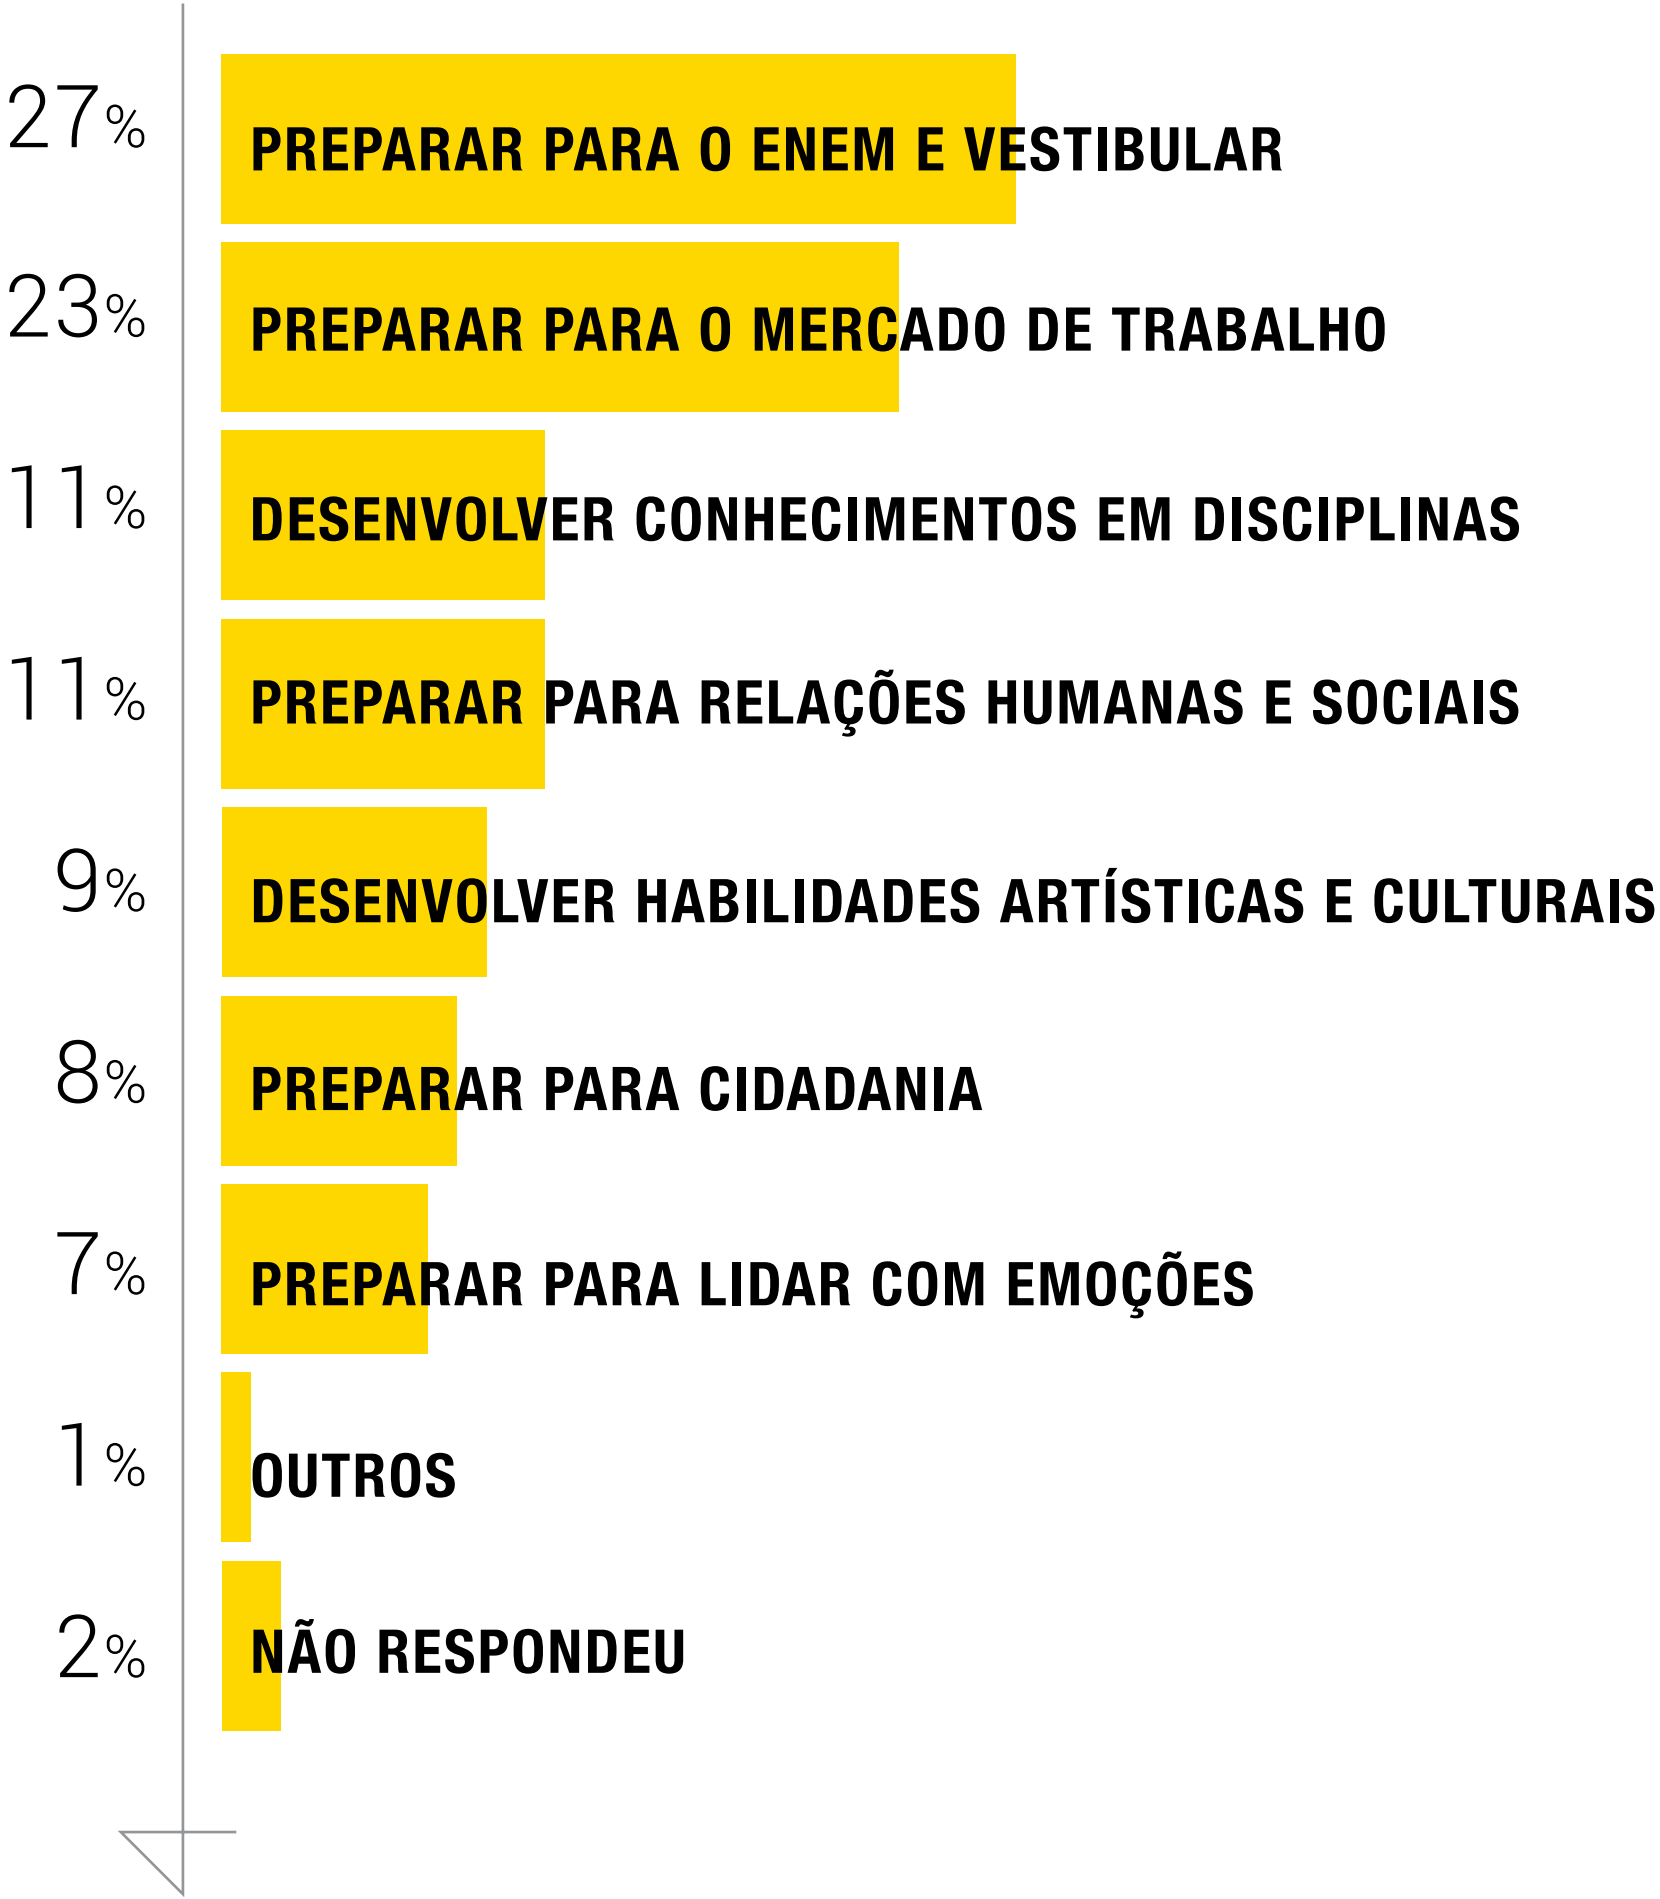 27% PREPARAR PARA O ENEM E VESTIBULAR
23% PREPARAR PARA O MERCADO DE TRABALHO
11% DESENVOLVER CONHECIMENTOS EM DISCIPLINAS
11% PREPARAR PARA RELAÇÕES HUMANAS E SOCIAIS
9% DESENVOLVER HABILIDADES ARTÍSTICAS E CULTURAIS
8% PREPARAR PARA CIDADANIA
7% PREPARAR PARA LIDAR COM EMOÇÕES
1% OUTROS
2% NÃO RESPONDEU